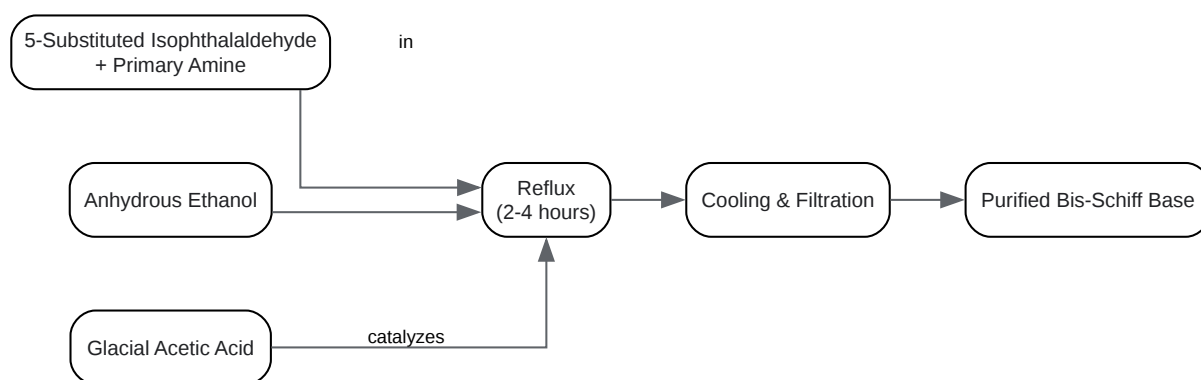 5-Substituted Isophthalaldehyde
+ Primary Amine
in
Anhydrous Ethanol
Reflux
(2-4 hours)
Cooling & Filtration
Purified Bis-Schiff Base
Glacial Acetic Acid
catalyzes